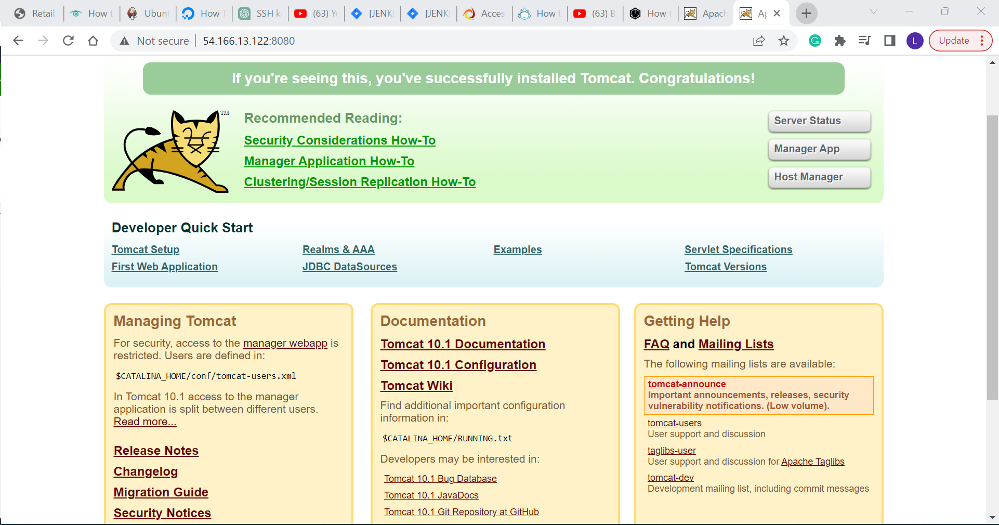 Retail
How t
Ubunt
How T
SSH k
(63) Yo
[JENKI
[JENKI
Acces
How t
(63) B
How t
Apach
Ap
Not secure
54.166.13.122:8080
L
Update
If you're seeing this, you've successfully installed Tomcat. Congratulations!
TM
Recommended Reading:
Security Considerations How-To
Manager Application How-To
Clustering/Session Replication How-To
Server Status
Manager App
Host Manager
Developer Quick Start
Tomcat Setup
First Web Application
Realms & AAA
JDBC DataSources
Examples
Servlet Specifications
Tomcat Versions
Managing Tomcat
For security, access to the manager webapp is
restricted. Users are defined in:
$CATALINA_HOME/conf/tomcat-users.xml
In Tomcat 10.1 access to the manager
application is split between different users.
Read more...
Release Notes
Changelog
Migration Guide
Security Notices
Documentation
Tomcat 10.1 Documentation
Tomcat 10.1 Configuration
Tomcat Wiki
Find additional important configuration
information in:
$CATALINA_HOME/RUNNING.txt
Developers may be interested in:
Tomcat 10.1 Bug Database
Tomcat 10.1 JavaDocs
Tomcat 10.1 Git Repository at GitHub
Getting Help
FAQ and Mailing Lists
The following mailing lists are available:
tomcat-announce
Important announcements, releases, security
vulnerability notifications. (Low volume).
tomcat-users
User support and discussion
taglibs-user
User support and discussion for Apache Taglibs
tomcat-dev
Development mailing list, including commit messages